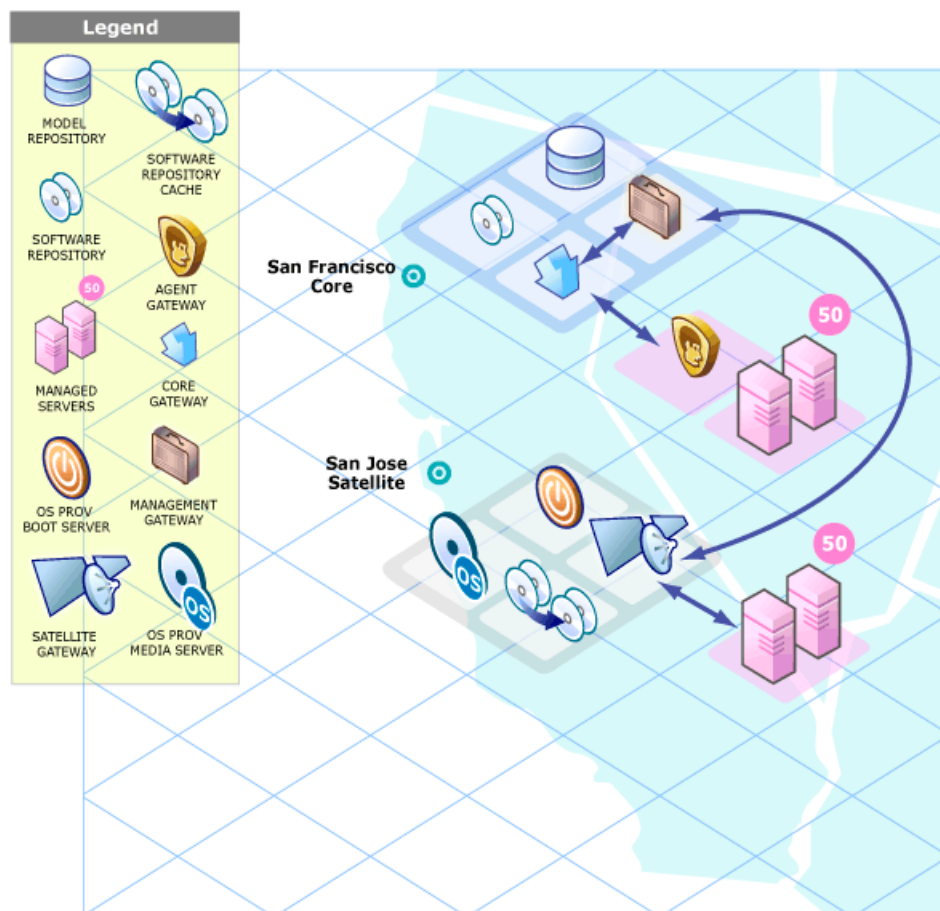 Legend
MODEL
REPOSITORY
SOFTWARE
REPOSITORY
CACHE
SOFTWARE
REPOSITORY
AGENT
GATEWAY
50
MANAGED
SERVERS
CORE
GATEWAY
OS PROV
BOOT SERVER
MANAGEMENT
GATEWAY
SATELLITE
GATEWAY
OS
OS PROV
MEDIA SERVER
San Francisco
Core
50
San Jose
Satellite
OS
50